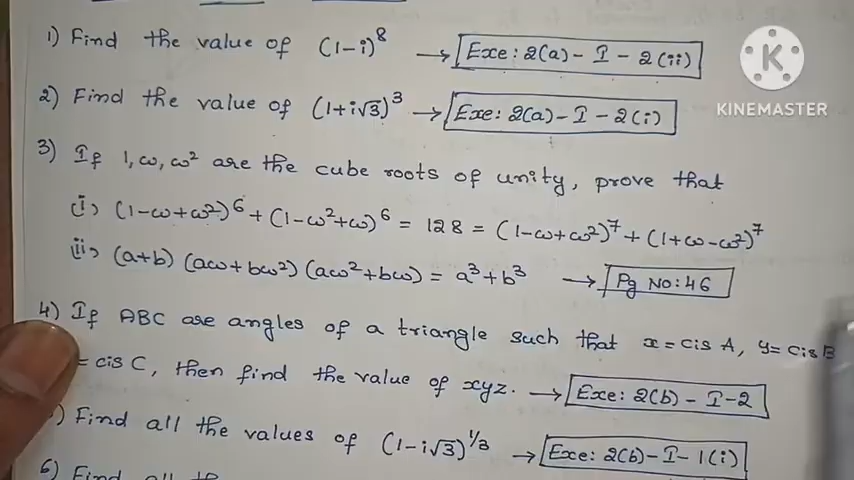 1) Find the value of (1-i)⁸ → Exe: 2(a) - I - 2(ii)
KINEMASTER
2) Find the value of (1+i√3)³ → Exe: 2(a) - I - 2(i)
3) If 1, ω, ω² are the cube roots of unity, prove that
(i) (1-ω+ω²)⁶ + (1-ω²+ω)⁶ = 128 = (1-ω+ω²)⁷ + (1+ω-ω²)⁷
(ii) (a+b) (aω+bω²) (aω²+bω) = a³+b³ → Pg No: 46
4) If ABC are angles of a triangle such that x = cis A, y = cis B
= cis C, then find the value of xyz. → Exe: 2(b) - I - 2
) Find all the values of (1-i√3)^1/3 → Exe: 2(b) - I - 1(i)
6) Find all